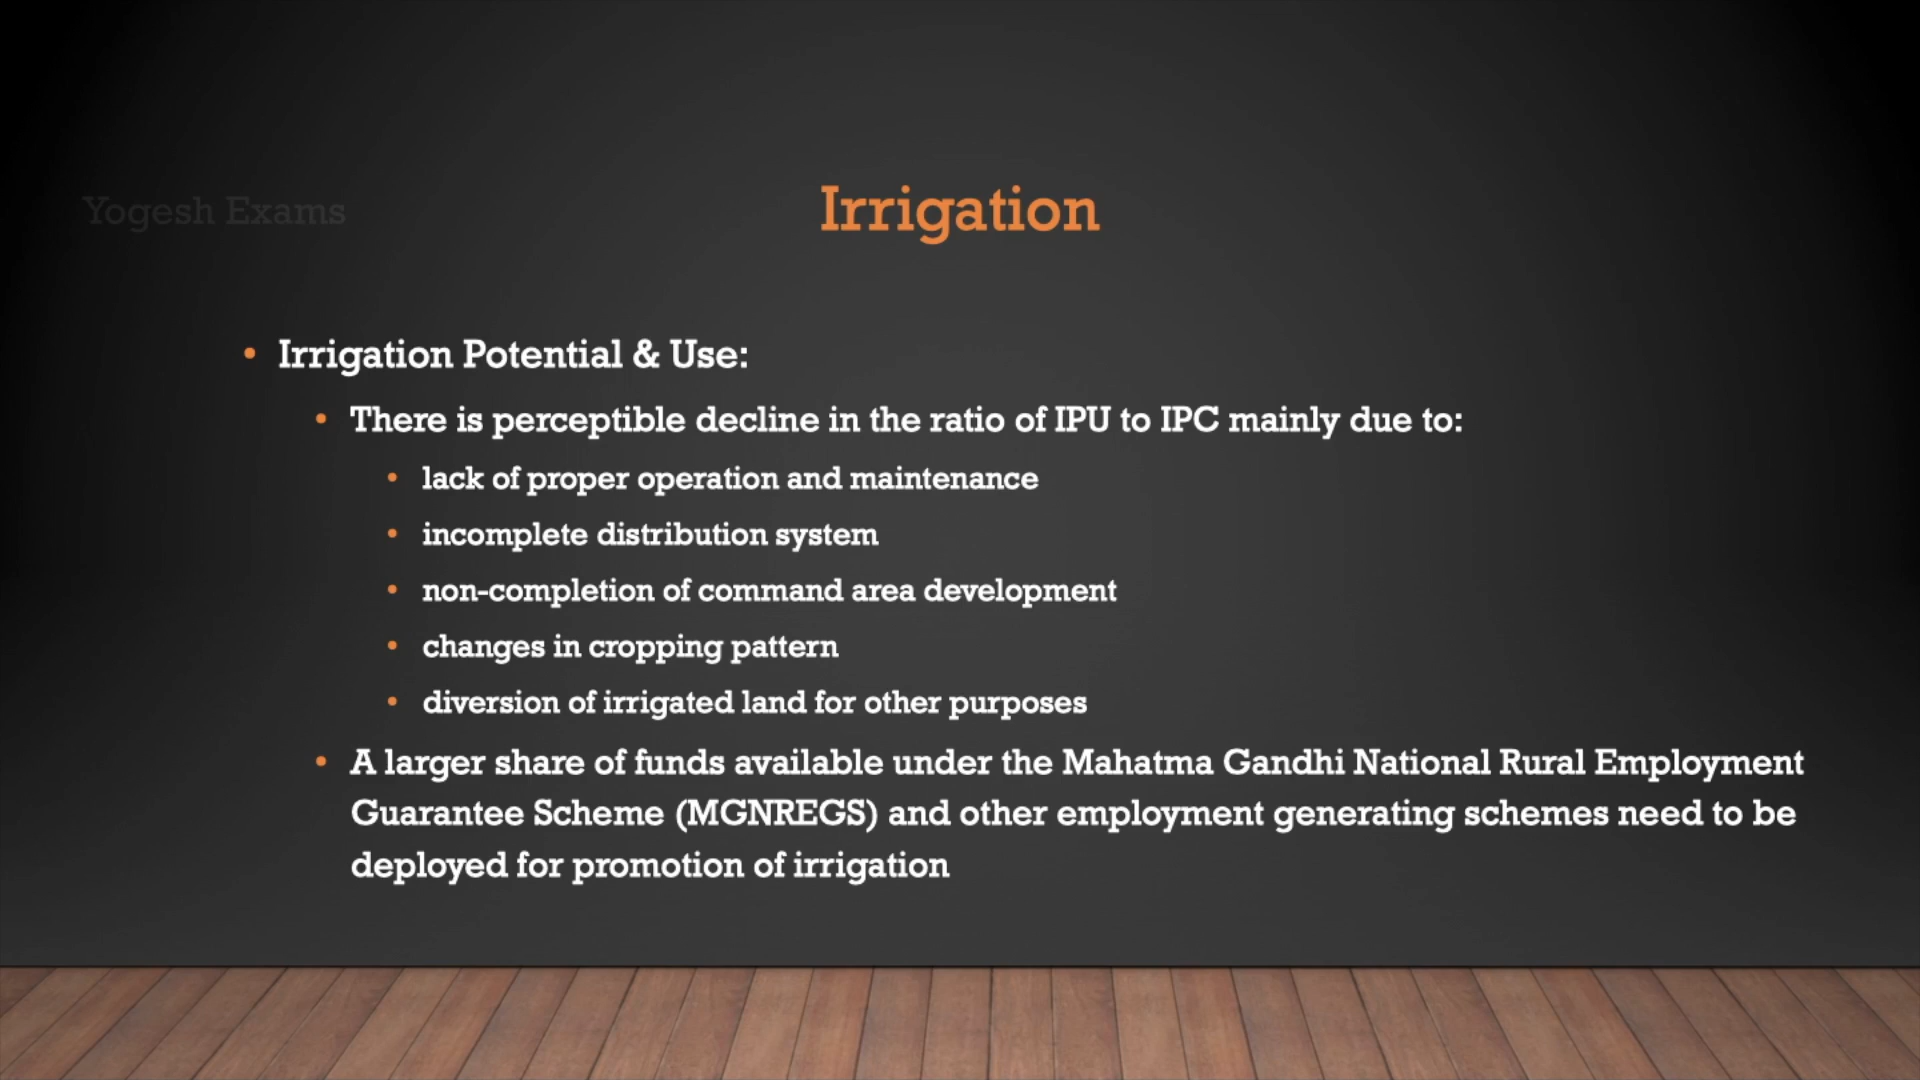 Yogesh Exams
Irrigation
• Irrigation Potential & Use:
• There is perceptible decline in the ratio of IPU to IPC mainly due to:
• lack of proper operation and maintenance
• incomplete distribution system
• non-completion of command area development
• changes in cropping pattern
• diversion of irrigated land for other purposes
• A larger share of funds available under the Mahatma Gandhi National Rural Employment
Guarantee Scheme (MGNREGS) and other employment generating schemes need to be
deployed for promotion of irrigation